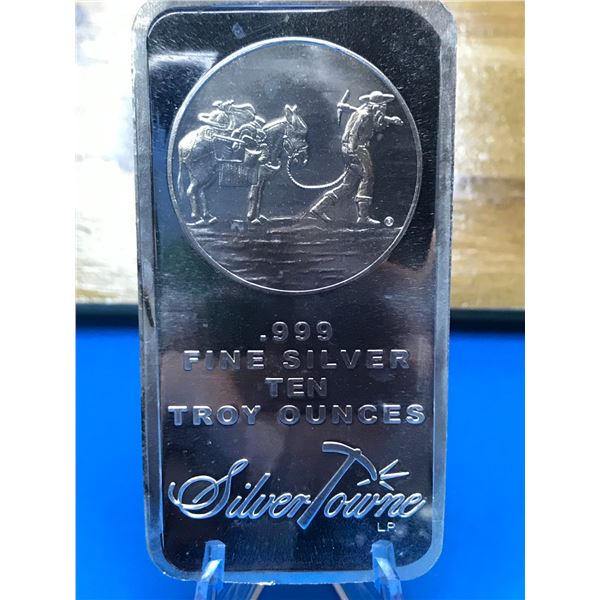 .999
FINE SILVER
TEN
TROY OUNCES
SilverTowne
LP